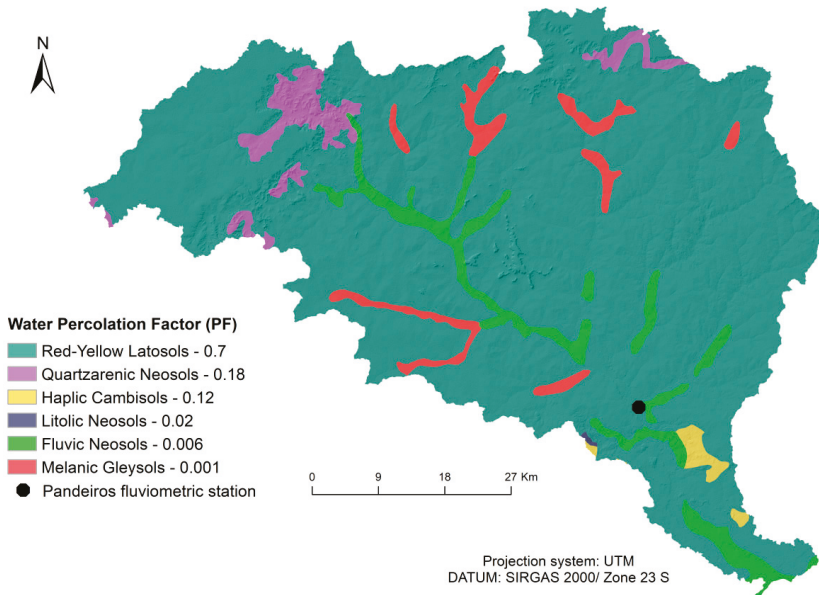 N
Water Percolation Factor (PF)
Red-Yellow Latosols - 0.7
Quartzarenic Neosols - 0.18
Haplic Cambisols - 0.12
Litolic Neosols - 0.02
Fluvic Neosols - 0.006
Melanic Gleysols - 0.001
Pandeiros fluviometric station
0 9 18 27 Km
Projection system: UTM
DATUM: SIRGAS 2000/ Zone 23 S